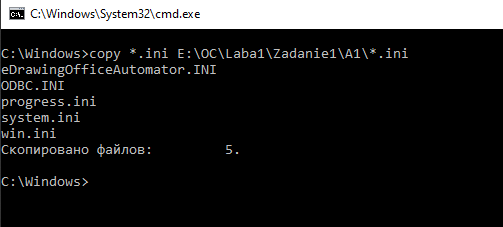 C:\Windows\System32\cmd.exe
C:\Windows>copy *.ini E:\OC\Laba1\Zadanie1\A1\*.ini
eDrawingOfficeAutomator.INI
ODBC.INI
progress.ini
system.ini
win.ini
Скопировано файлов:         5.
C:\Windows>